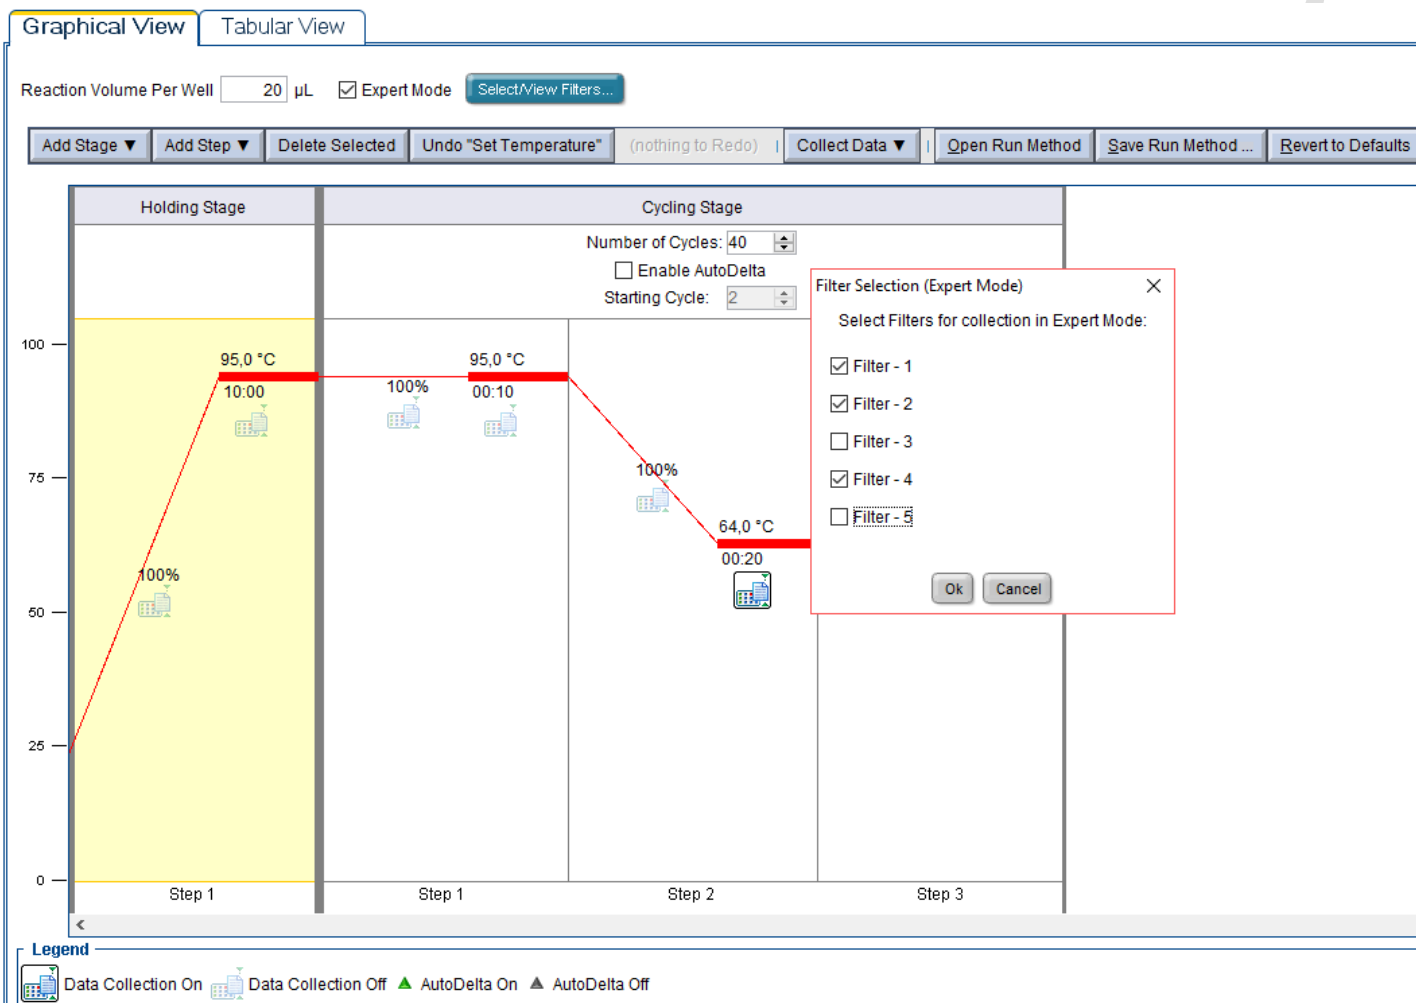 Graphical View Tabular View
Reaction Volume Per Well 20 µL Expert Mode Select/View Filters...
Add Stage ▼ Add Step ▼ Delete Selected Undo "Set Temperature" (nothing to Redo) Collect Data ▼ Open Run Method Save Run Method ... Revert to Defaults
Holding Stage Cycling Stage
Number of Cycles: 40
Enable AutoDelta
Starting Cycle: 2
Filter Selection (Expert Mode)
Select Filters for collection in Expert Mode:
Filter - 1
Filter - 2
Filter - 3
Filter - 4
Filter - 5
Ok Cancel
100
95,0 °C 95,0 °C
10:00 100% 00:10
75
100%
64,0 °C
00:20
100%
50
25
0
Step 1 Step 1 Step 2 Step 3
Legend
Data Collection On Data Collection Off AutoDelta On AutoDelta Off